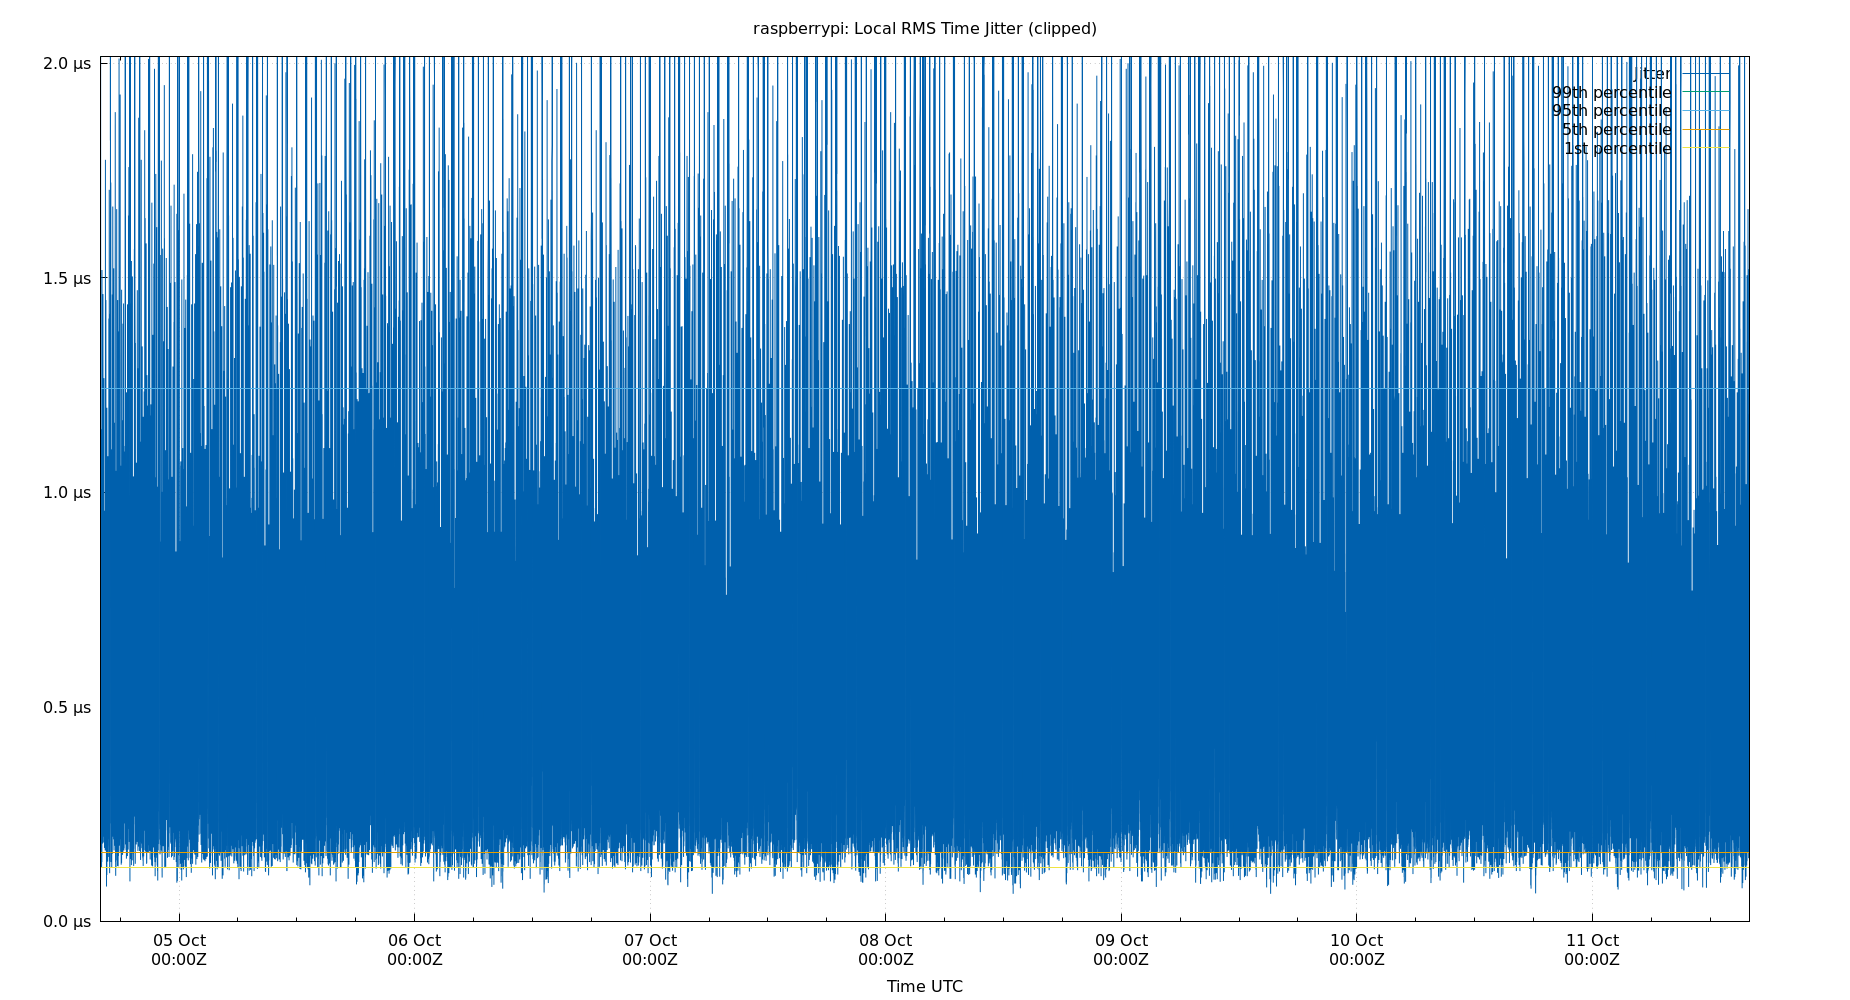 raspberrypi: Local RMS Time Jitter (clipped)
2.0 μs
1.5 μs
1.0 μs
0.5 μs
0.0 μs
jitter
99th percentile
95th percentile
5th percentile
1st percentile
05 Oct 06 Oct 07 Oct 08 Oct 09 Oct 10 Oct 11 Oct
00:00Z 00:00Z 00:00Z 00:00Z 00:00Z 00:00Z 00:00Z
Time UTC